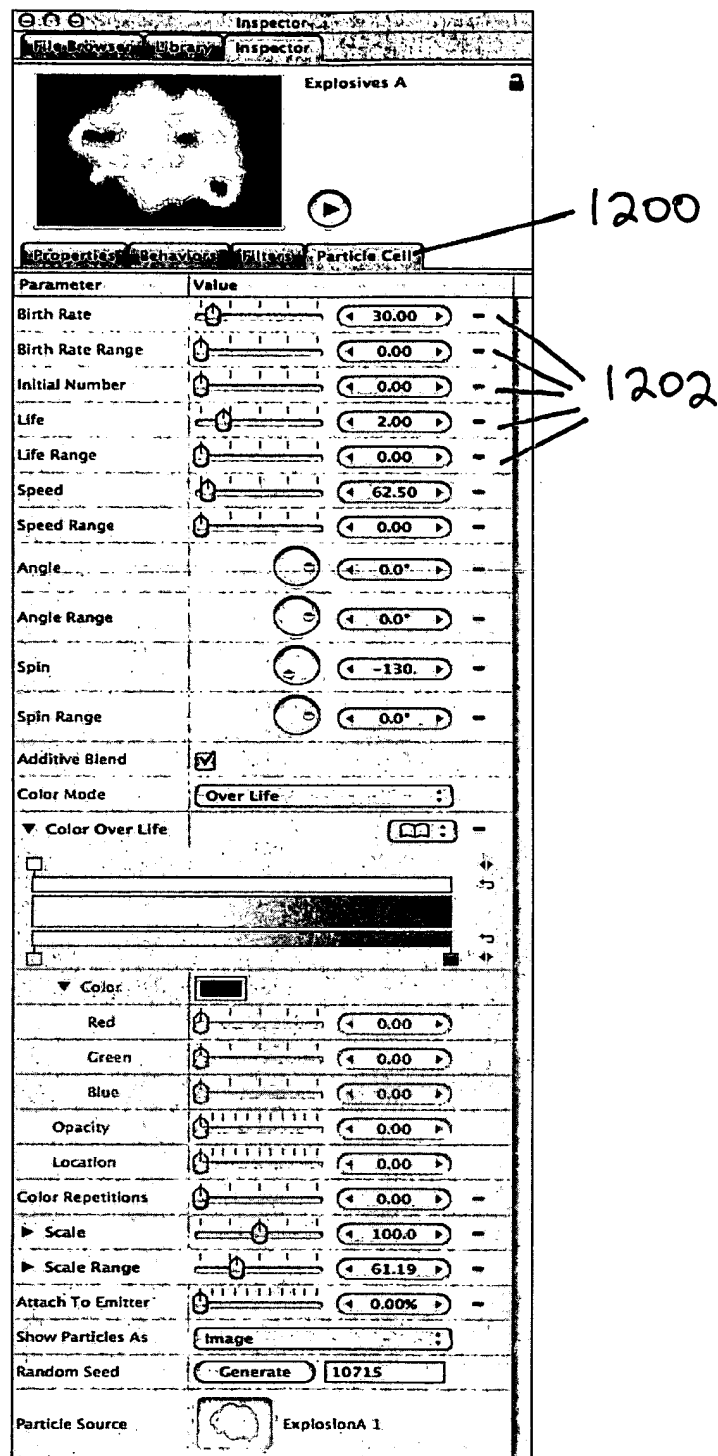 Inspector
File Browser Library Inspector
Explosives A
1200
Properties Behaviors Filters Particle Cell
Parameter Value
Birth Rate 30.00
Birth Rate Range 0.00
Initial Number 0.00
1202
Life 2.00
Life Range 0.00
Speed 62.50
Speed Range 0.00
Angle 0.0°
Angle Range 0.0°
Spin -130.
Spin Range 0.0°
Additive Blend
Color Mode Over Life
Color Over Life
Color
Red 0.00
Green 0.00
Blue 0.00
Opacity 0.00
Location 0.00
Color Repetitions 0.00
Scale 100.0
Scale Range 61.19
Attach To Emitter 0.00%
Show Particles As Image
Random Seed Generate 10715
Particle Source ExplosionA 1